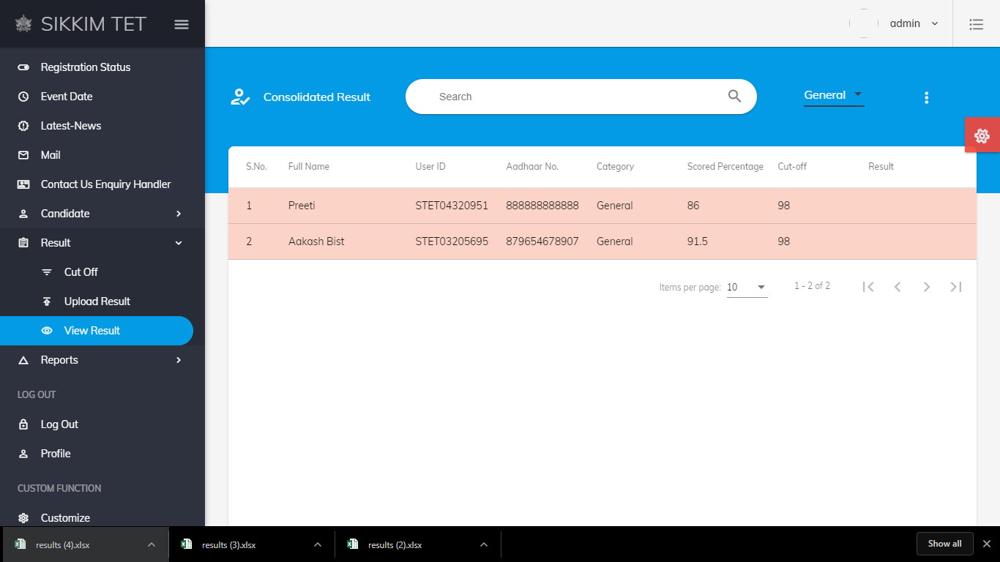 SIKKIM TET
admin
Registration Status
Event Date
Latest-News
Mail
Contact Us Enquiry Handler
Candidate
Result
Cut Off
Upload Result
View Result
Reports
LOG OUT
Log Out
Profile
CUSTOM FUNCTION
Customize
Consolidated Result
Search
General
S.No. Full Name User ID Aadhaar No. Category Scored Percentage Cut-off Result
1 Preeti STET04320951 888888888888 General 86 98
2 Aakash Bist STET03205695 879654678907 General 91.5 98
Items per page: 10 1 - 2 of 2
results (4).xlsx results (3).xlsx results (2).xlsx Show all